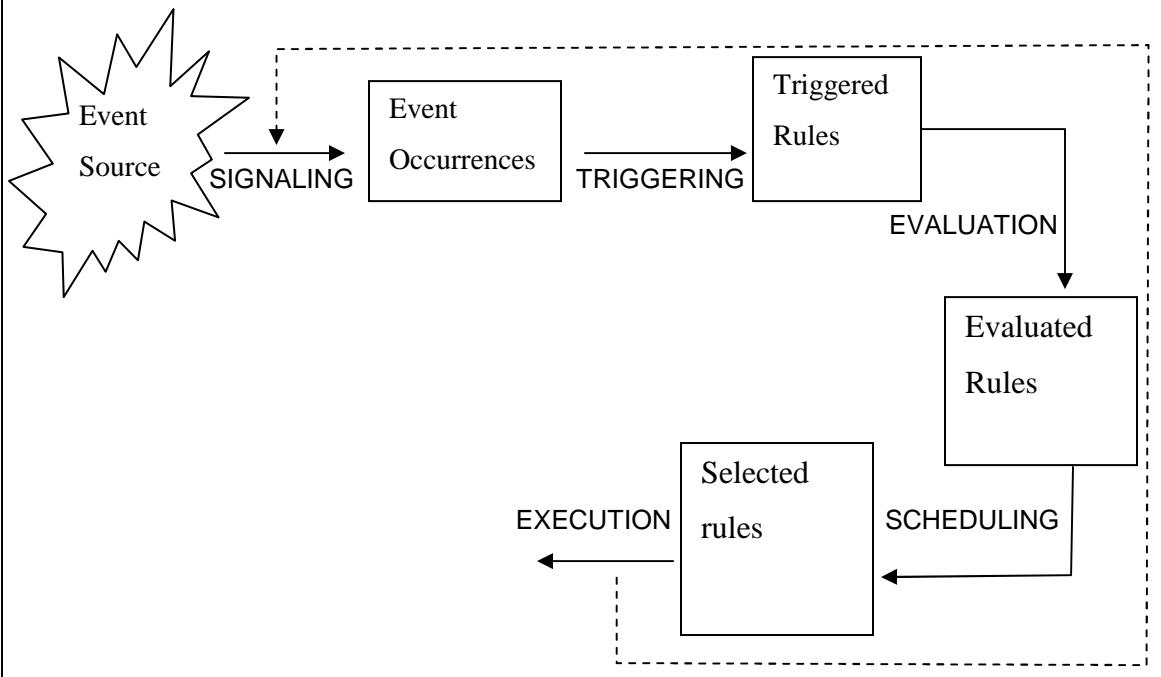 Event
Source
SIGNALING
Event
Occurrences
TRIGGERING
Triggered
Rules
EVALUATION
Evaluated
Rules
SCHEDULING
Selected
rules
EXECUTION